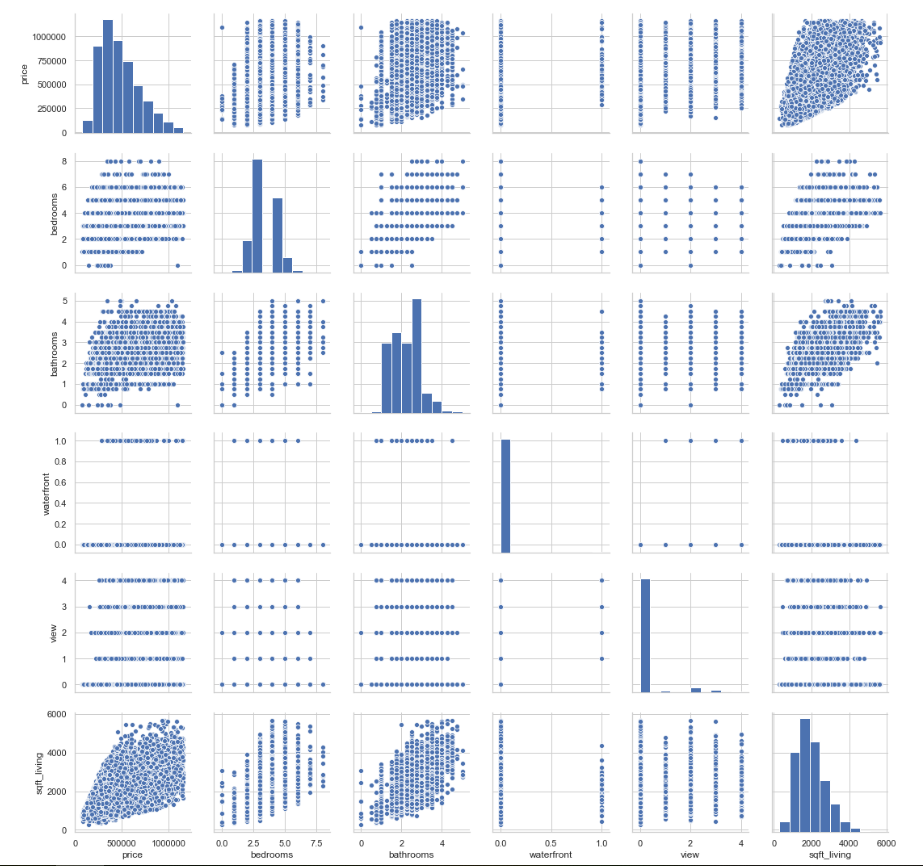 1000000
750000
500000
250000
0
price
8
6
4
2
0
bedrooms
5
4
3
2
1
0
bathrooms
1.0
0.8
0.6
0.4
0.2
0.0
waterfront
4
3
2
1
0
view
6000
4000
2000
0
sqft_living
0 500000 1000000
0.0 2.5 5.0 7.5
0 2 4
0.0 0.5 1.0
0 2 4
0 2000 4000 6000
price bedrooms bathrooms waterfront view sqft_living